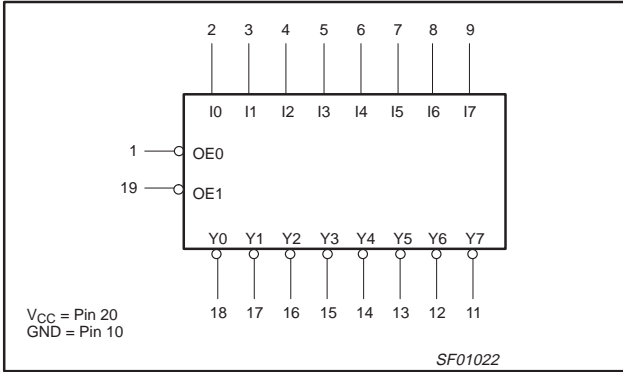 2 3 4 5 6 7 8 9
I0 I1 I2 I3 I4 I5 I6 I7
1 OE0
19 OE1
Y0 Y1 Y2 Y3 Y4 Y5 Y6 Y7
18 17 16 15 14 13 12 11
VCC = Pin 20
GND = Pin 10
SF01022